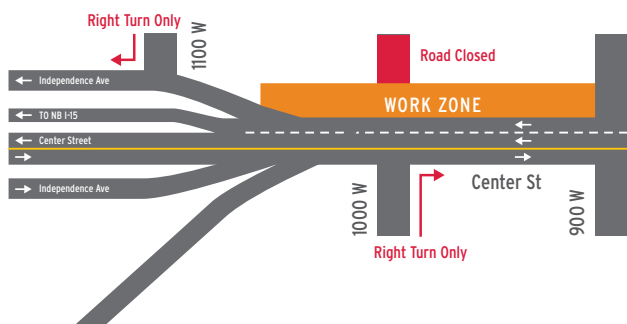 Right Turn Only
1100 W
Road Closed
Independence Ave
WORK ZONE
TO NB I-15
Center Street
Independence Ave
Center St
1000 W
900 W
Right Turn Only